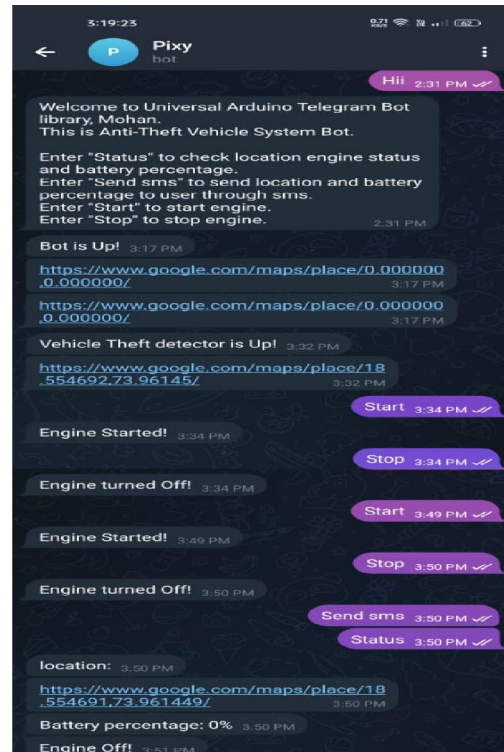 3:19:23
0.71 KB/S 62
P
Pixy
bot
Hii 2:31 PM
Welcome to Universal Arduino Telegram Bot
library, Mohan.
This is Anti-Theft Vehicle System Bot.
Enter "Status" to check location engine status
and battery percentage.
Enter "Send sms" to send location and battery
percentage to user through sms.
Enter "Start" to start engine.
Enter "Stop" to stop engine. 2:31 PM
Bot is Up! 3:17 PM
https://www.google.com/maps/place/0.000000
,0.000000/ 3:17 PM
https://www.google.com/maps/place/0.000000
,0.000000/ 3:17 PM
Vehicle Theft detector is Up! 3:32 PM
https://www.google.com/maps/place/18
.554692,73.96145/ 3:32 PM
Start 3:34 PM
Engine Started! 3:34 PM
Stop 3:34 PM
Engine turned Off! 3:34 PM
Start 3:49 PM
Engine Started! 3:49 PM
Stop 3:50 PM
Engine turned Off! 3:50 PM
Send sms 3:50 PM
Status 3:50 PM
location: 3:50 PM
https://www.google.com/maps/place/18
.554691,73.961449/ 3:50 PM
Battery percentage: 0% 3:50 PM
Engine Off! 3:51 PM